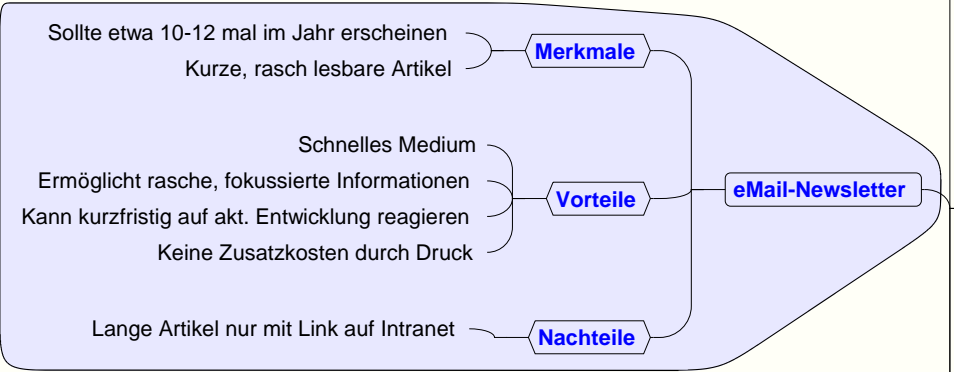 Sollte etwa 10-12 mal im Jahr erscheinen
Kurze, rasch lesbare Artikel
Merkmale
Schnelles Medium
Ermöglicht rasche, fokussierte Informationen
Kann kurzfristig auf akt. Entwicklung reagieren
Keine Zusatzkosten durch Druck
Vorteile
eMail-Newsletter
Lange Artikel nur mit Link auf Intranet
Nachteile